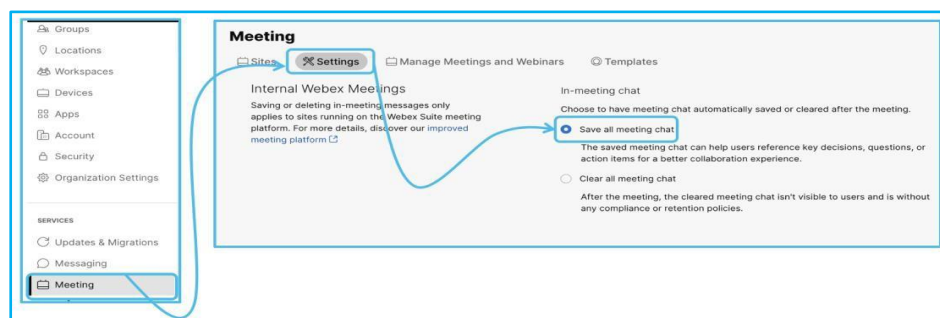 Groups
Locations
Workspaces
Devices
Apps
Account
Security
Organization Settings
SERVICES
Updates & Migrations
Messaging
Meeting
Meeting
Sites
Settings
Manage Meetings and Webinars
Templates
Internal Webex Meetings
Saving or deleting in-meeting messages only
applies to sites running on the Webex Suite meeting
platform. For more details, discover our improved
meeting platform
In-meeting chat
Choose to have meeting chat automatically saved or cleared after the meeting.
Save all meeting chat
The saved meeting chat can help users reference key decisions, questions, or
action items for a better collaboration experience.
Clear all meeting chat
After the meeting, the cleared meeting chat isn't visible to users and is without
any compliance or retention policies.